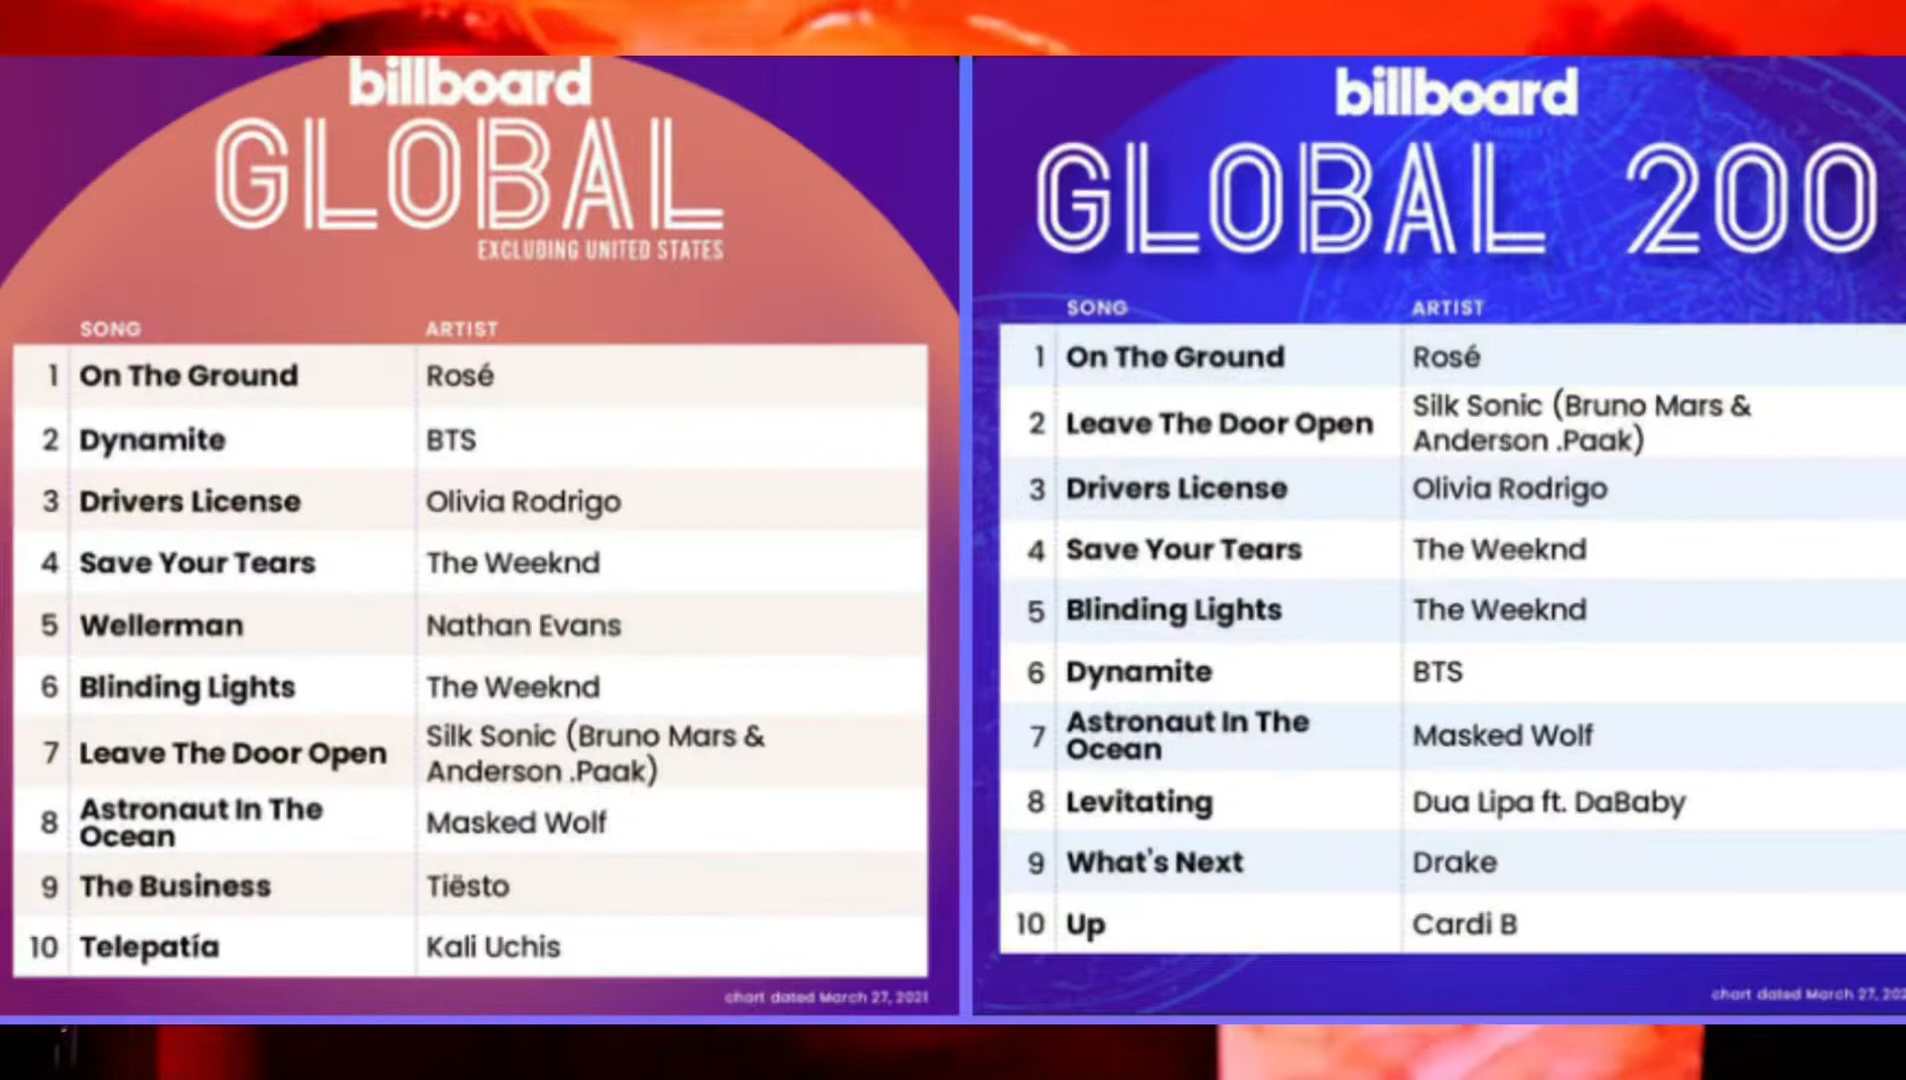 billboard
GLOBAL
EXCLUDING UNITED STATES
SONG ARTIST
1 On The Ground Rosé
2 Dynamite BTS
3 Drivers License Olivia Rodrigo
4 Save Your Tears The Weeknd
5 Wellerman Nathan Evans
6 Blinding Lights The Weeknd
7 Leave The Door Open Silk Sonic (Bruno Mars &
Anderson .Paak)
8 Astronaut In The
Ocean Masked Wolf
9 The Business Tiësto
10 Telepatía Kali Uchis
chart dated March 27, 2021
billboard
GLOBAL 200
SONG ARTIST
1 On The Ground Rosé
2 Leave The Door Open Silk Sonic (Bruno Mars &
Anderson .Paak)
3 Drivers License Olivia Rodrigo
4 Save Your Tears The Weeknd
5 Blinding Lights The Weeknd
6 Dynamite BTS
7 Astronaut In The
Ocean Masked Wolf
8 Levitating Dua Lipa ft. DaBaby
9 What's Next Drake
10 Up Cardi B
chart dated March 27, 202